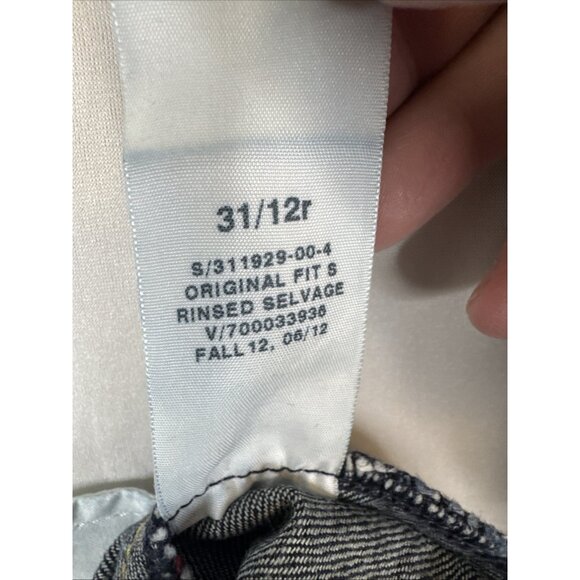 31/12r
S/311929-00-4
ORIGINAL FIT S
RINSED SELVAGE
V/700033936
FALL 12, 06/12